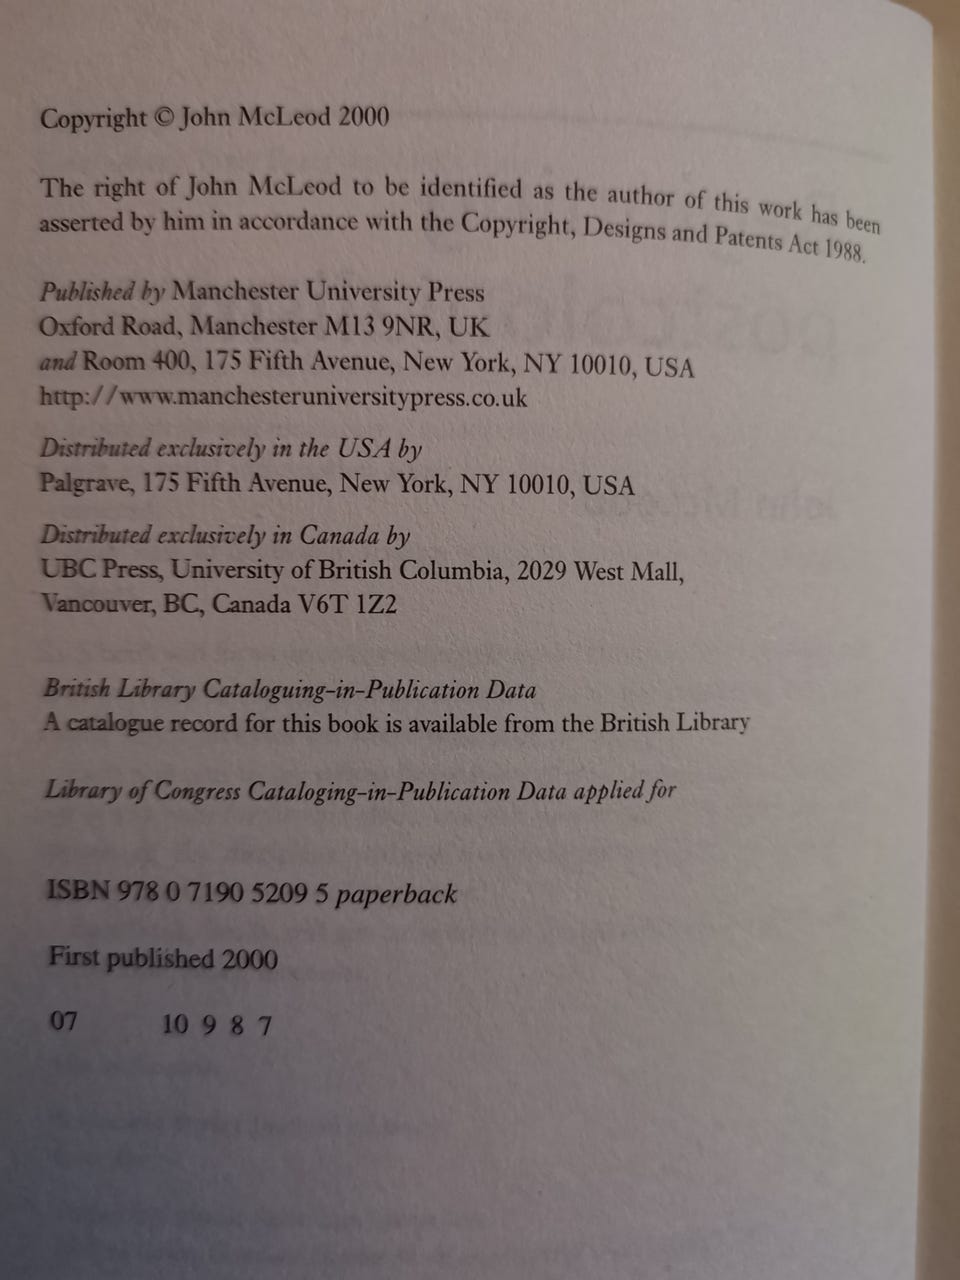 Copyright © John McLeod 2000
The right of John McLeod to be identified as the author of this work has been
asserted by him in accordance with the Copyright, Designs and Patents Act 1988.
Published by Manchester University Press
Oxford Road, Manchester M13 9NR, UK
and Room 400, 175 Fifth Avenue, New York, NY 10010, USA
http://www.manchesteruniversitypress.co.uk
Distributed exclusively in the USA by
Palgrave, 175 Fifth Avenue, New York, NY 10010, USA
Distributed exclusively in Canada by
UBC Press, University of British Columbia, 2029 West Mall,
Vancouver, BC, Canada V6T 1Z2
British Library Cataloguing-in-Publication Data
A catalogue record for this book is available from the British Library
Library of Congress Cataloging-in-Publication Data applied for
ISBN 978 0 7190 5209 5 paperback
First published 2000
07 10 9 8 7